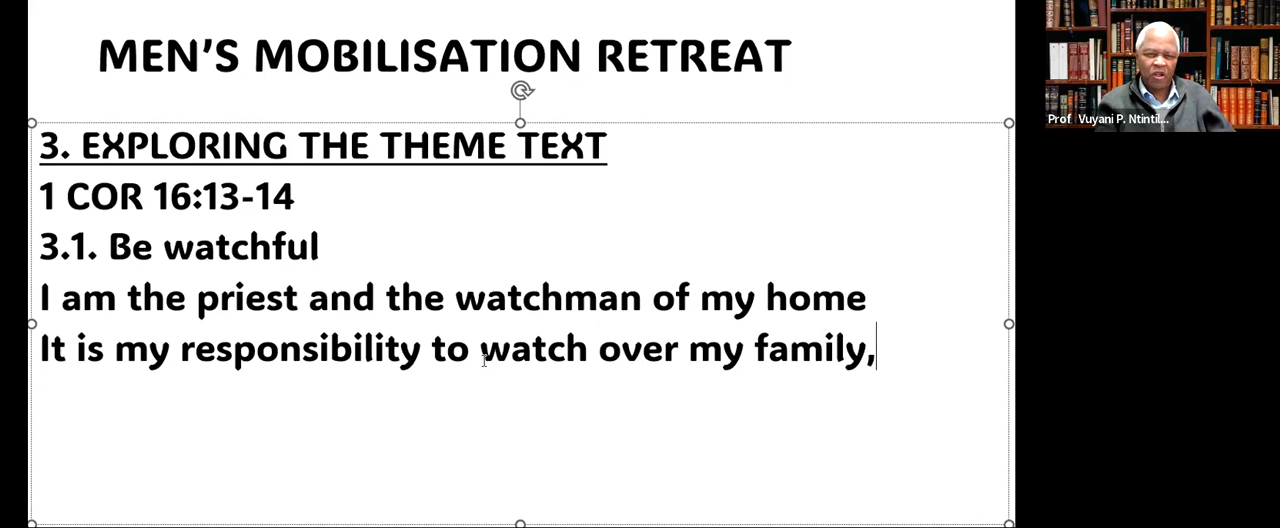 MEN’S MOBILISATION RETREAT
3. EXPLORING THE THEME TEXT
1 COR 16:13-14
3.1. Be watchful
I am the priest and the watchman of my home
It is my responsibility to watch over my family,
Prof Vuyani P. Ntintil...